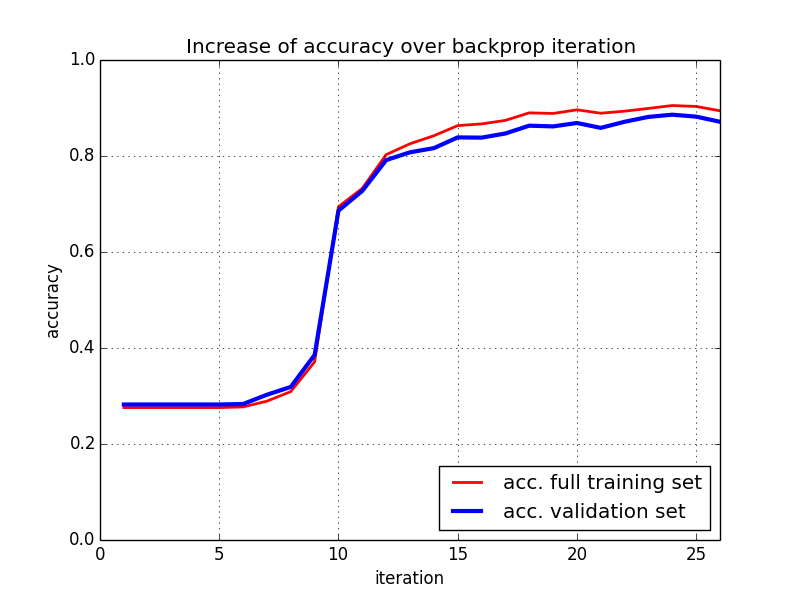 Increase of accuracy over backprop iteration
1.0
0.8
0.6
0.4
0.2
0.0
accuracy
acc. full training set
acc. validation set
0 5 10 15 20 25
iteration